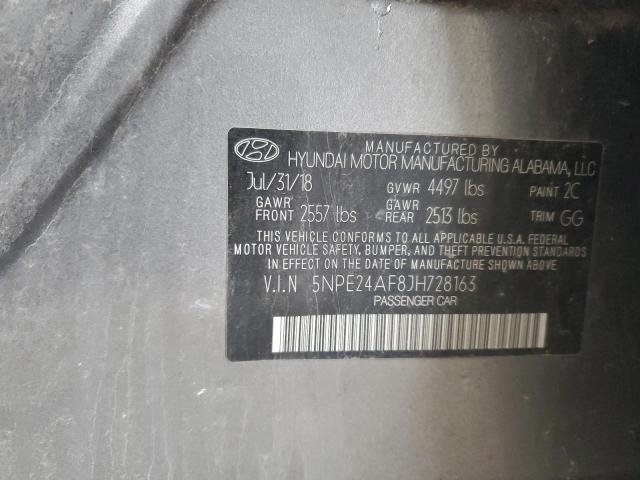 MANUFACTURED BY
HYUNDAI MOTOR MANUFACTURING ALABAMA, LLC
Jul/31/18 GVWR 4497 lbs PAINT 2C
GAWR FRONT 2557 lbs GAWR REAR 2513 lbs TRIM GG
THIS VEHICLE CONFORMS TO ALL APPLICABLE U.S.A. FEDERAL
MOTOR VEHICLE SAFETY, BUMPER, AND THEFT PREVENTION STANDARDS
IN EFFECT ON THE DATE OF MANUFACTURE SHOWN ABOVE
V.I.N 5NPE24AF8JH728163
PASSENGER CAR